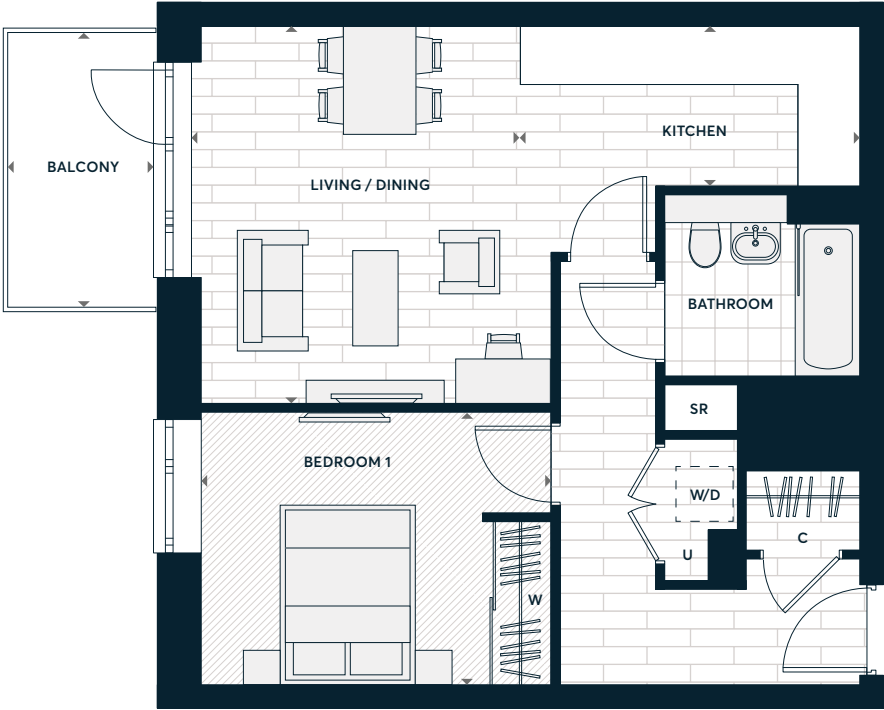 KITCHEN
BALCONY
LIVING / DINING
BATHROOM
SR
BEDROOM 1
W/D
C
U
W